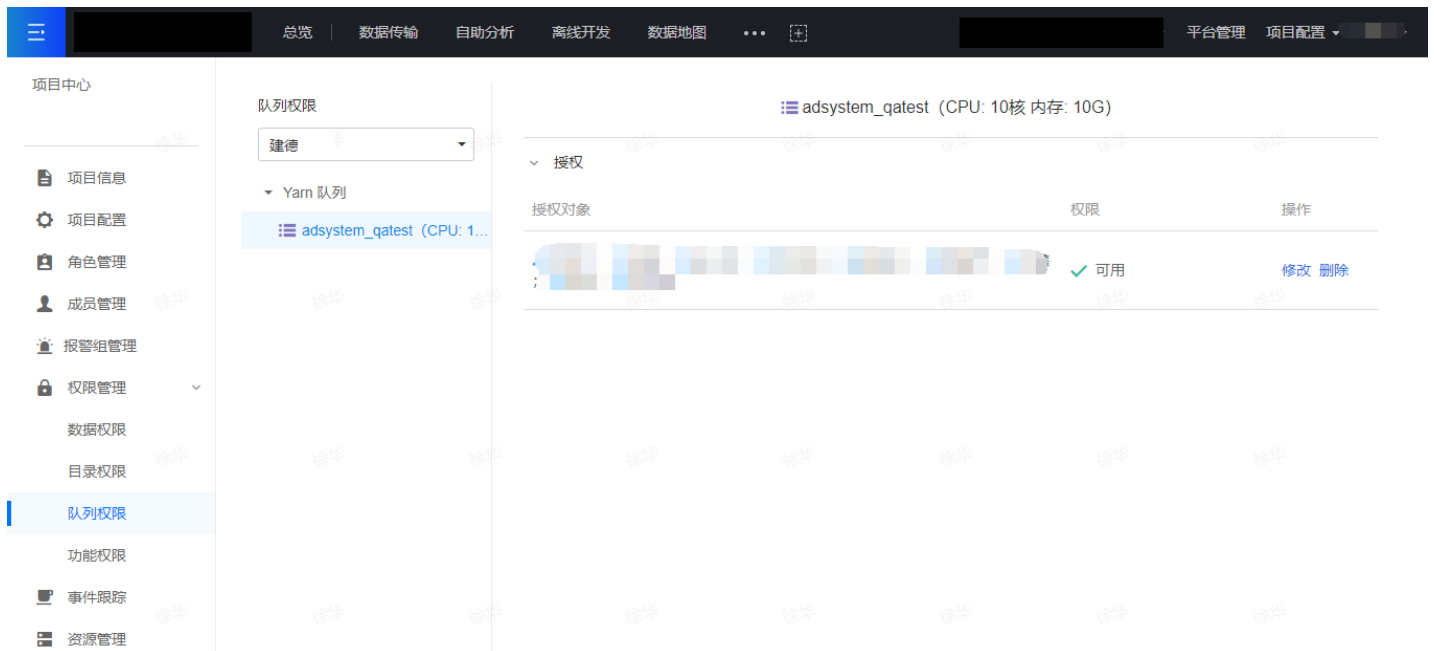 总览 数据传输 自助分析 离线开发 数据地图 ••• 平台管理 项目配置
项目中心
项目信息
项目配置
角色管理
成员管理
报警组管理
权限管理
数据权限
目录权限
队列权限
功能权限
事件跟踪
资源管理
队列权限
建德
Yarn 队列
adsystem_qatest（CPU: 1...
adsystem_qatest（CPU: 10核 内存: 10G）
授权
授权对象 权限 操作
;
可用 修改 删除
徐华